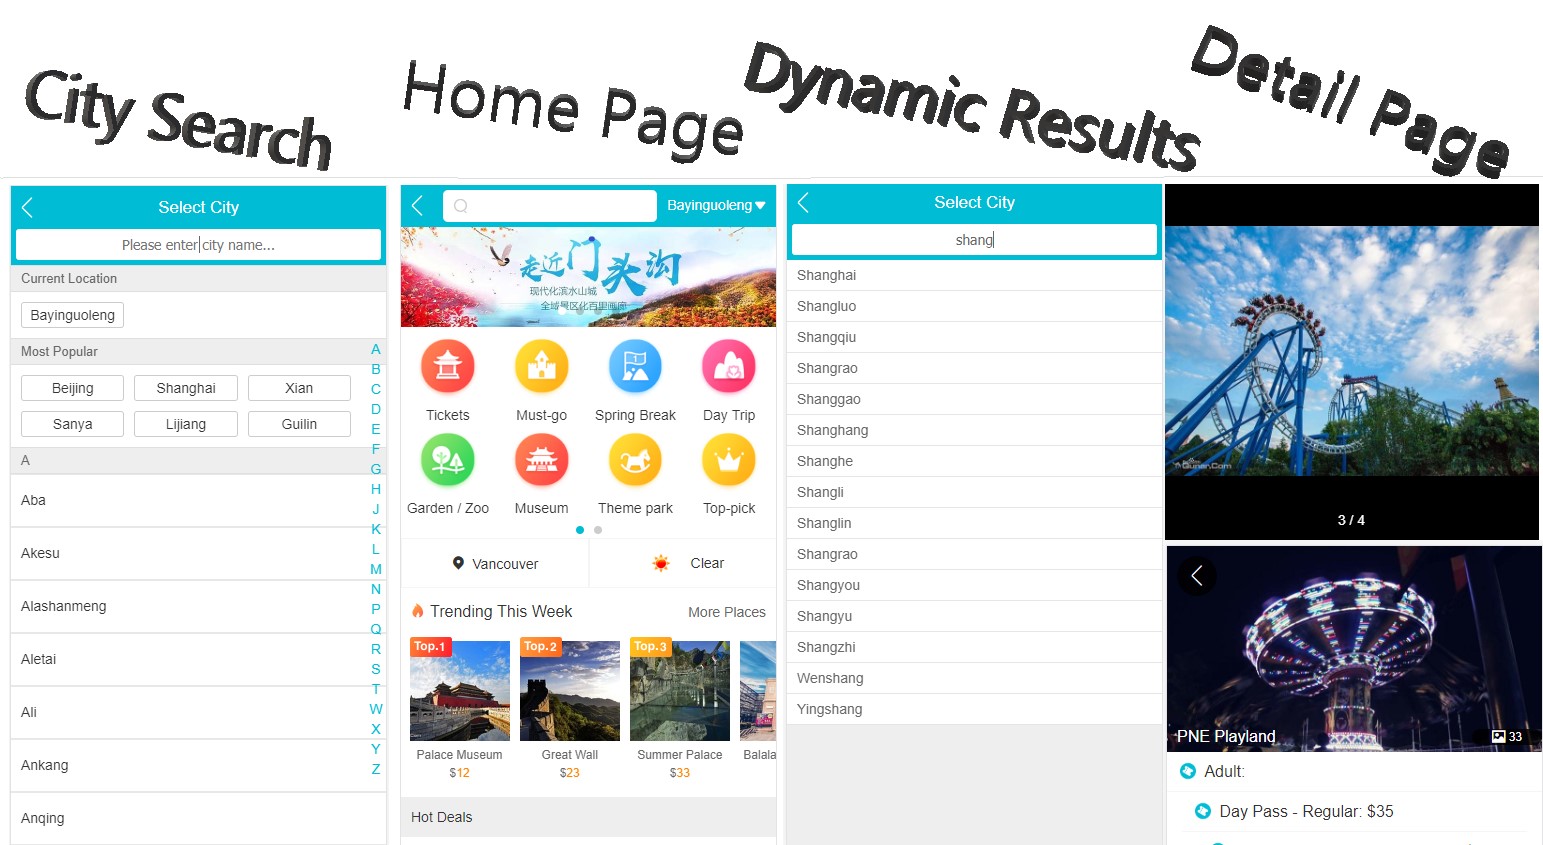 City Search
Home Page
Dynamic Results
Detail Page
Select City
Please enter city name...
Current Location
Bayinguoleng
Most Popular
Beijing
Shanghai
Xian
Sanya
Lijiang
Guilin
A
Aba
Akesu
Alashanmeng
Aletai
Ali
Ankang
Anqing
A
B
C
D
E
F
G
H
J
K
L
M
N
P
Q
R
S
T
W
X
Y
Z
Bayinguoleng
走近门头沟
现代化滨水山城
全域景区化百里画廊
Tickets
Must-go
Spring Break
Day Trip
Garden / Zoo
Museum
Theme park
Top-pick
Vancouver
Clear
Trending This Week
More Places
Top.1
Top.2
Top.3
Palace Museum
Great Wall
Summer Palace
Balala
$12
$23
$33
Hot Deals
Select City
shang
Shanghai
Shangluo
Shangqiu
Shangrao
Shanggao
Shanghang
Shanghe
Shangli
Shanglin
Shangrao
Shangyou
Shangyu
Shangzhi
Wenshang
Yingshang
Qunar.Com
3 / 4
PNE Playland
33
Adult:
Day Pass - Regular: $35